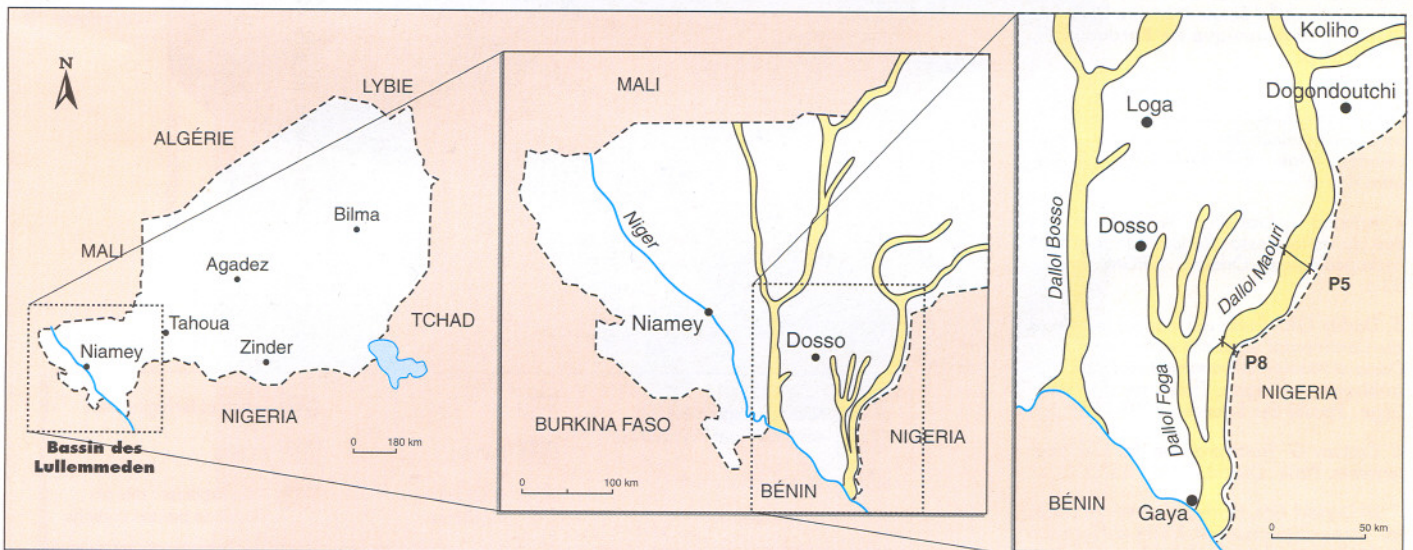 N
LYBIE
ALGÉRIE
MALI
Bilma
Agadez
Tahoua
TCHAD
Niamey
Zinder
NIGERIA
Bassin des
Lullemmeden
0 180 km
MALI
Niger
Niamey
Dosso
BURKINA FASO
NIGERIA
BÉNIN
0 100 km
Koliho
Dogondoutchi
Loga
Dallol Bosso
Dosso
Dallol Maouri
P5
P8
Dallol Foga
NIGERIA
BÉNIN
Gaya
0 50 km